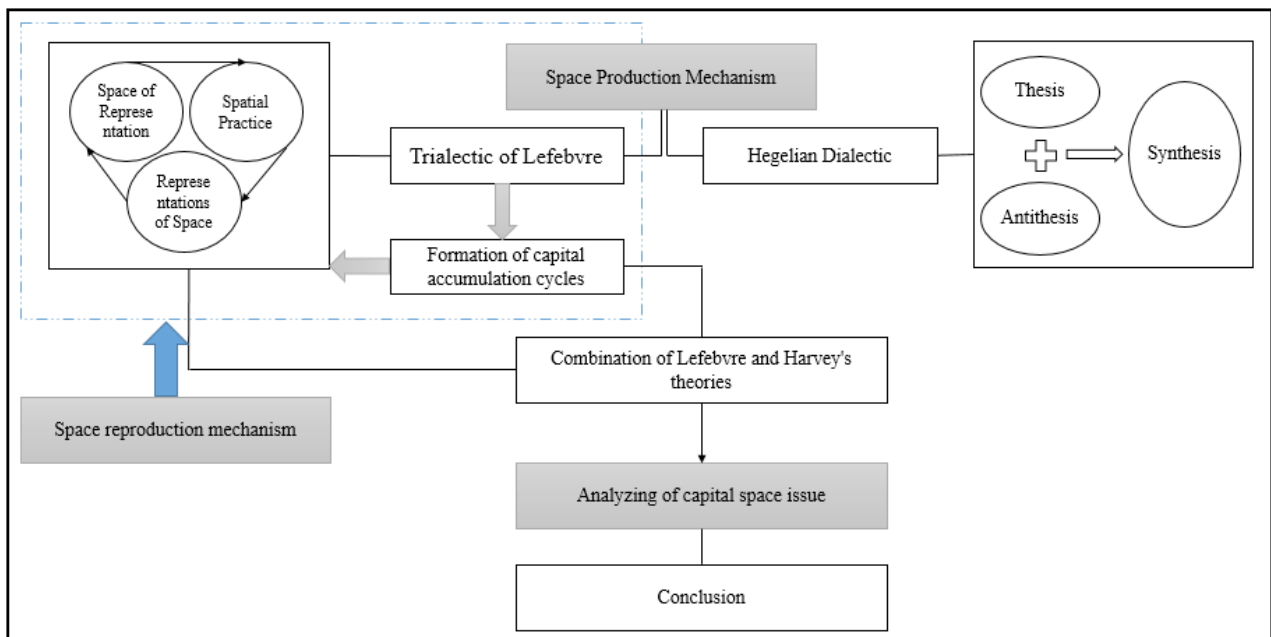 Space of
Represe
ntation
Spatial
Practice
Represe
ntations
of Space
Space Production Mechanism
Trialectic of Lefebvre
Hegelian Dialectic
Thesis
Synthesis
Antithesis
Formation of capital
accumulation cycles
Combination of Lefebvre and Harvey's
theories
Space reproduction mechanism
Analyzing of capital space issue
Conclusion